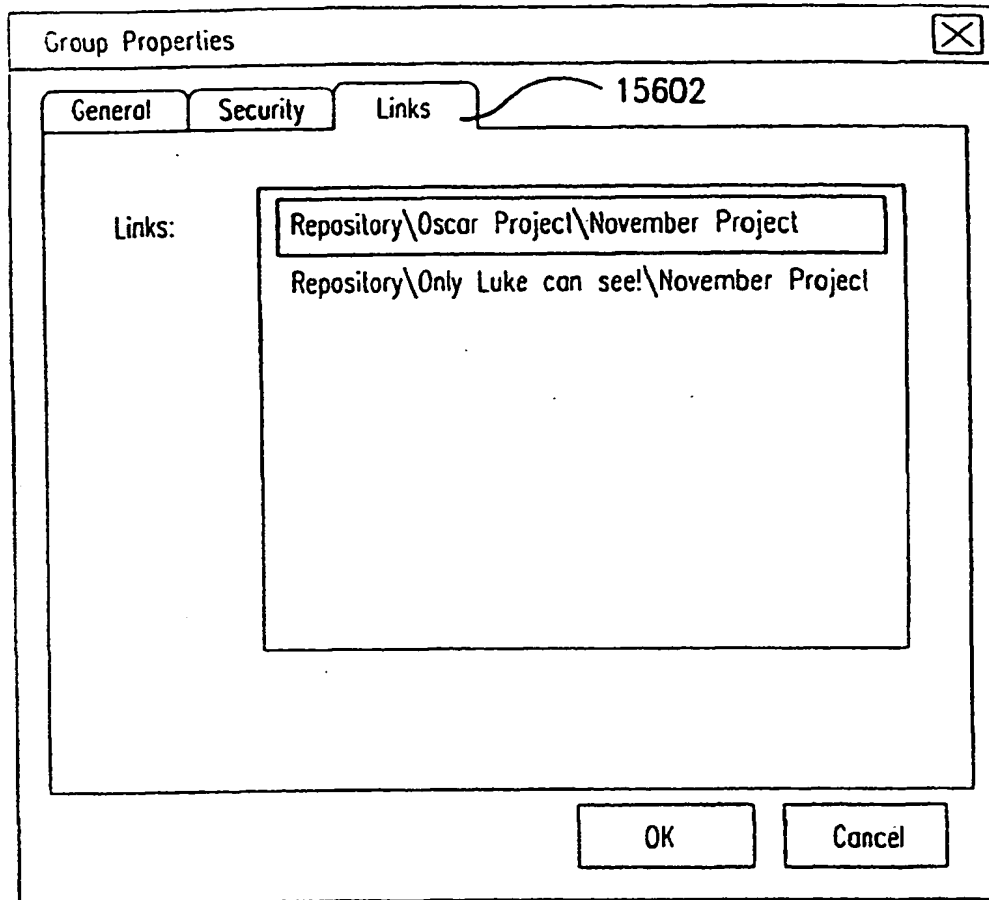 Group Properties
General Security Links 15602
Links:
Repository\Oscar Project\November Project
Repository\Only Luke can see!\November Project
OK Cancel